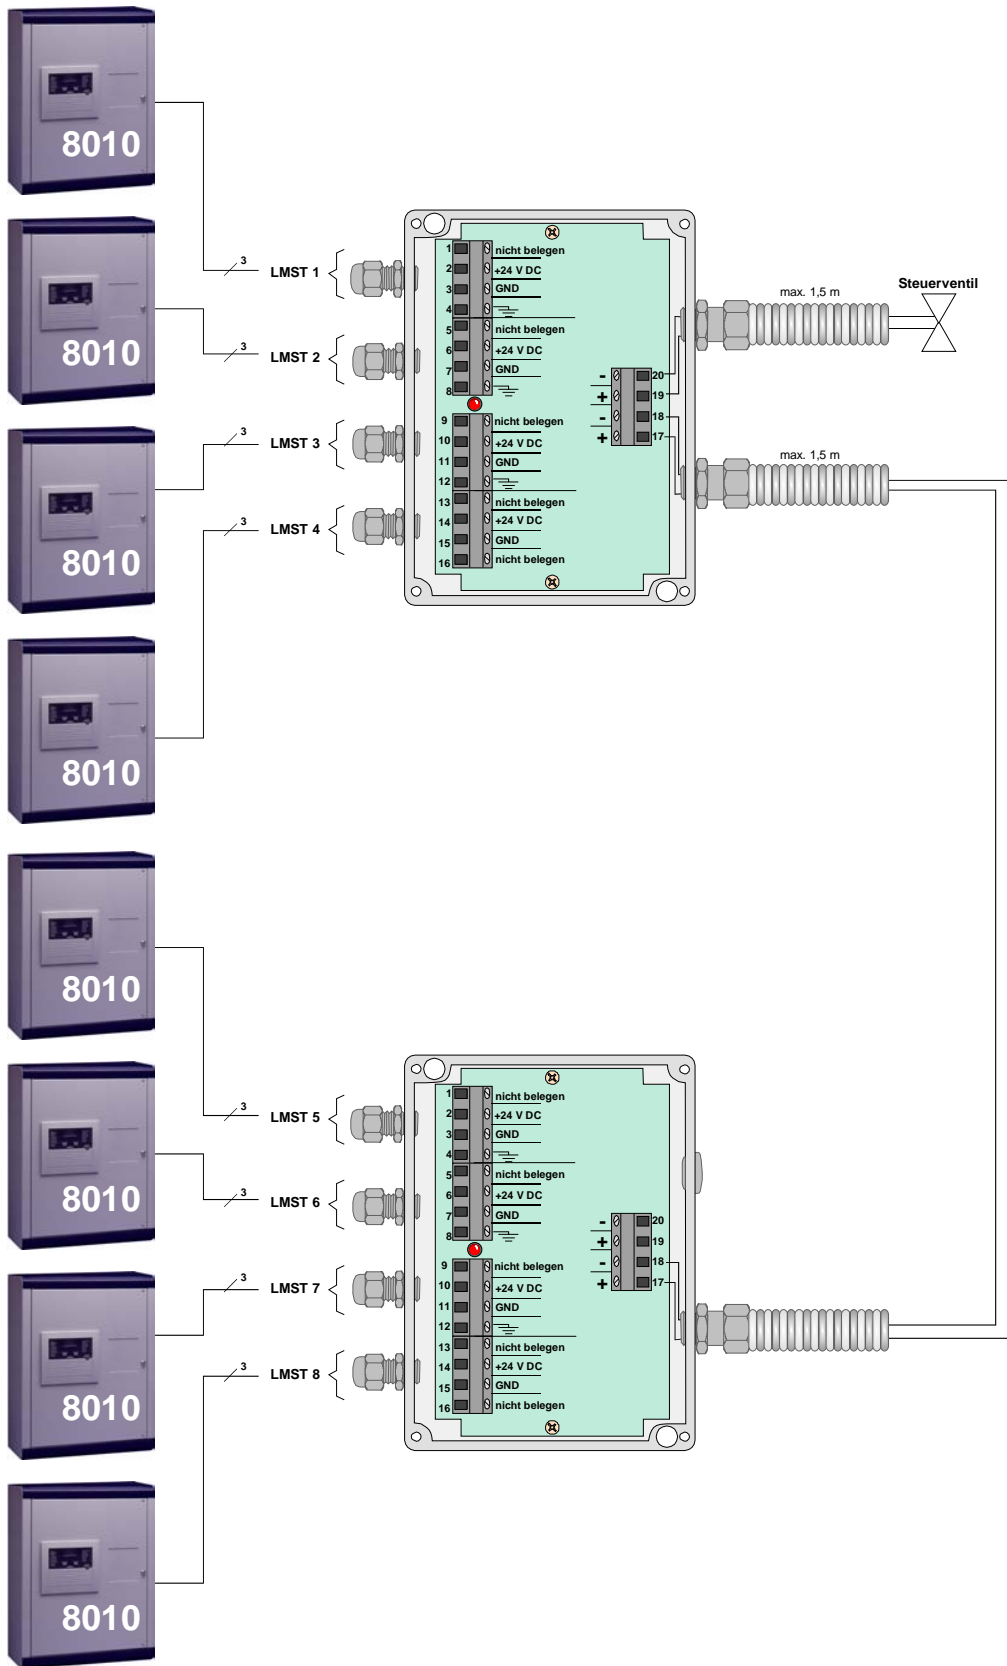 8010
8010
8010
8010
8010
8010
8010
8010
3
LMST 1
3
LMST 2
3
LMST 3
3
LMST 4
1 nicht belegen
2 +24 V DC
3 GND
4
5 nicht belegen
6 +24 V DC
7 GND
8
9 nicht belegen
10 +24 V DC
11 GND
12
13 nicht belegen
14 +24 V DC
15 GND
16 nicht belegen
- 20
+ 19
- 18
+ 17
max. 1,5 m
Steuerventil
max. 1,5 m
3
LMST 5
3
LMST 6
3
LMST 7
3
LMST 8
1 nicht belegen
2 +24 V DC
3 GND
4
5 nicht belegen
6 +24 V DC
7 GND
8
9 nicht belegen
10 +24 V DC
11 GND
12
13 nicht belegen
14 +24 V DC
15 GND
16 nicht belegen
- 20
+ 19
- 18
+ 17